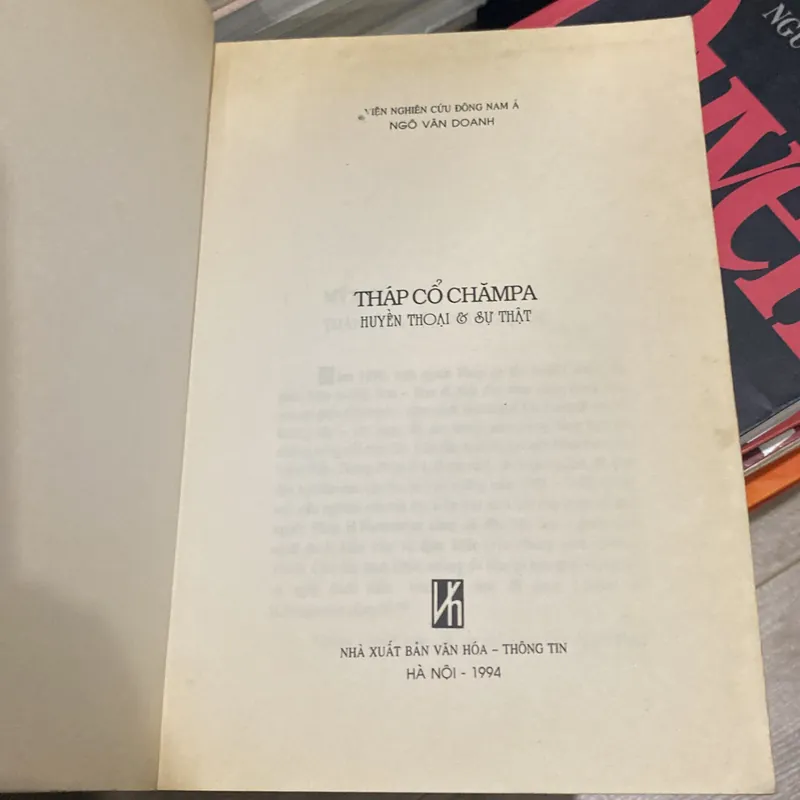 VIỆN NGHIÊN CỨU ĐÔNG NAM Á
NGÔ VĂN DOANH
THÁP CỔ CHĂMPA
HUYỀN THOẠI & SỰ THẬT
NHÀ XUẤT BẢN VĂN HÓA - THÔNG TIN
HÀ NỘI - 1994